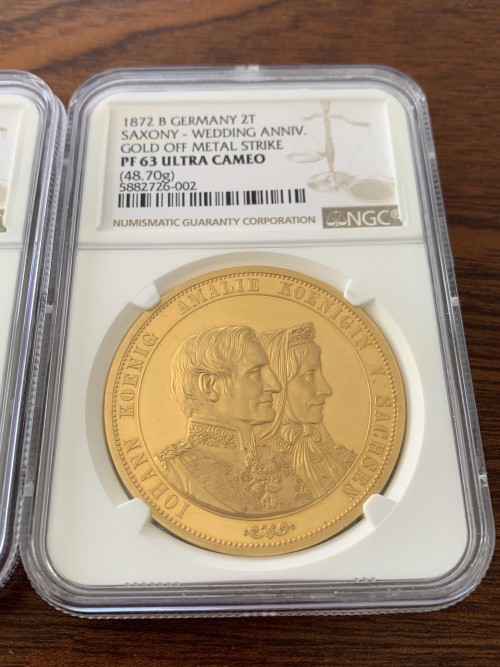 1872 B GERMANY 2T
SAXONY - WEDDING ANNIV.
GOLD OFF METAL STRIKE
PF 63 ULTRA CAMEO
(48.70g)
5882726-002
NUMISMATIC GUARANTY CORPORATION
NGC
IOHANN KOENIG AMALIE KOENIGIN V. SACHSEN